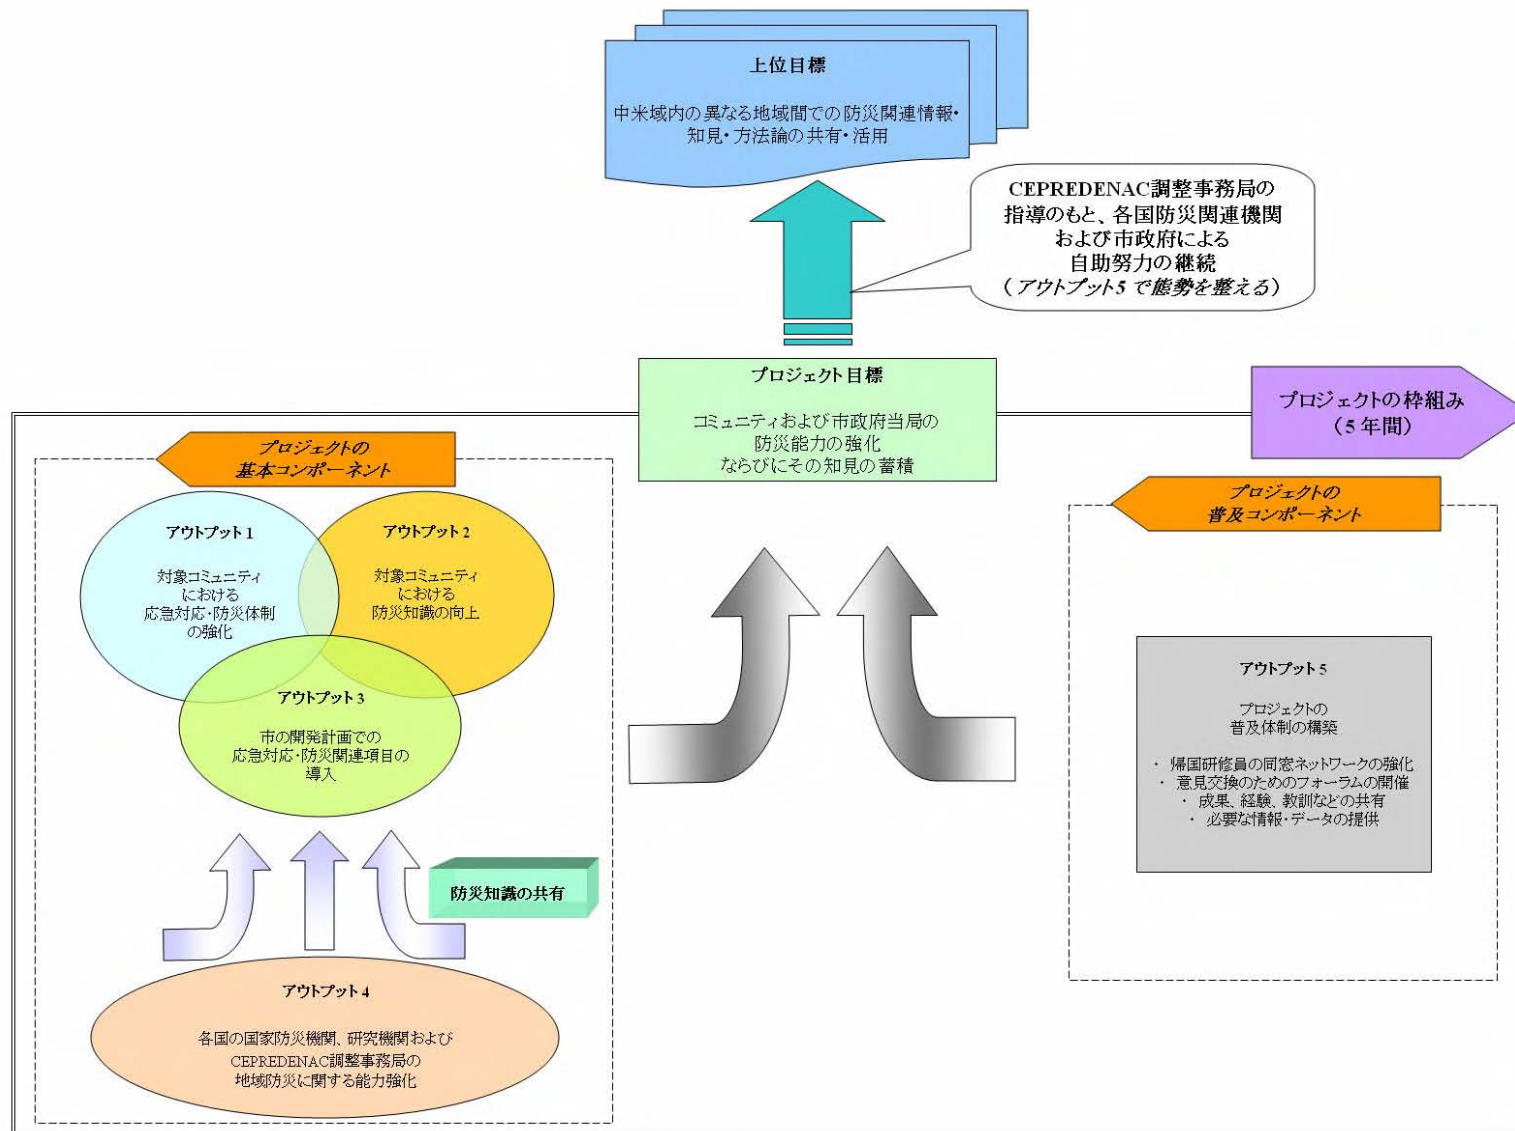 上位目標
中米域内の異なる地域間での防災関連情報・
知見・方法論の共有・活用
CEPREDENAC調整事務局の
指導のもと、各国防災関連機関
および市政府による
自助努力の継続
(アウトプット5 で態勢を整える)
プロジェクト目標
コミュニティおよび市政府当局の
防災能力の強化
ならびにその知見の蓄積
プロジェクトの枠組み
(5 年間)
プロジェクトの
基本コンポーネント
アウトプット 1
対象コミュニティ
における
応急対応・防災体制
の強化
アウトプット 2
対象コミュニティ
における
防災知識の向上
アウトプット 3
市の開発計画での
応急対応・防災関連項目の
導入
防災知識の共有
アウトプット 4
各国の国家防災機関、研究機関および
CEPREDENAC調整事務局の
地域防災に関する能力強化
プロジェクトの
普及コンポーネント
アウトプット 5
プロジェクトの
普及体制の構築
・ 帰国研修員の同窓ネットワークの強化
・ 意見交換のためのフォーラムの開催
・ 成果、経験、教訓などの共有
・ 必要な情報・データの提供